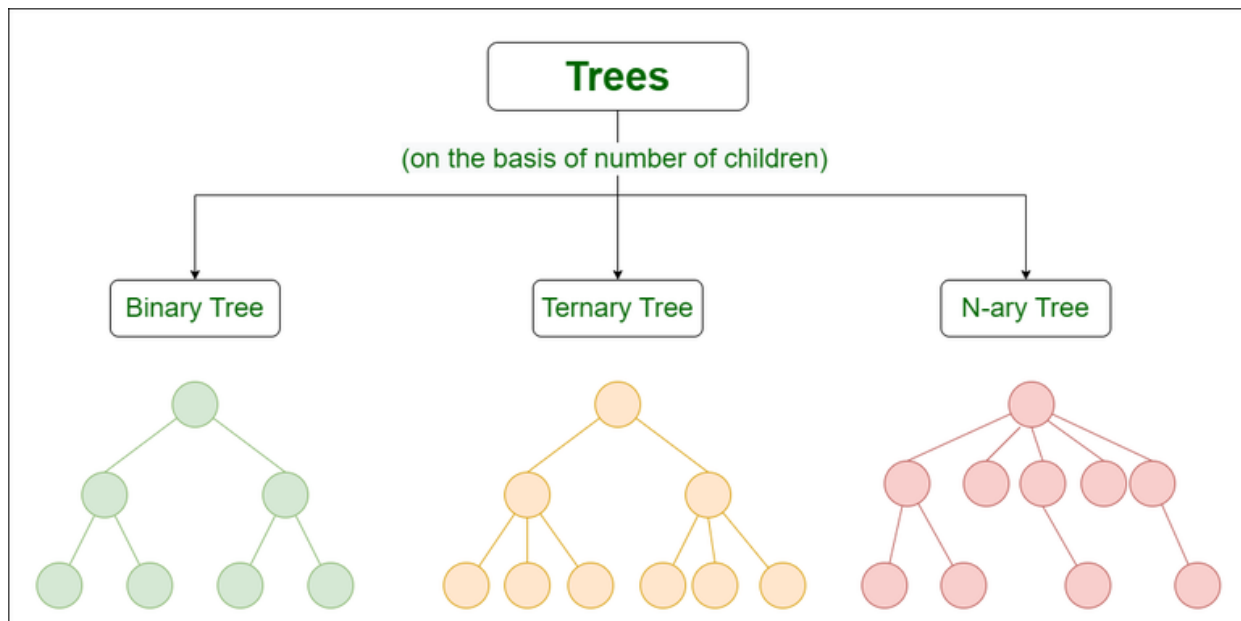 Trees
(on the basis of number of children)
Binary Tree
Ternary Tree
N-ary Tree